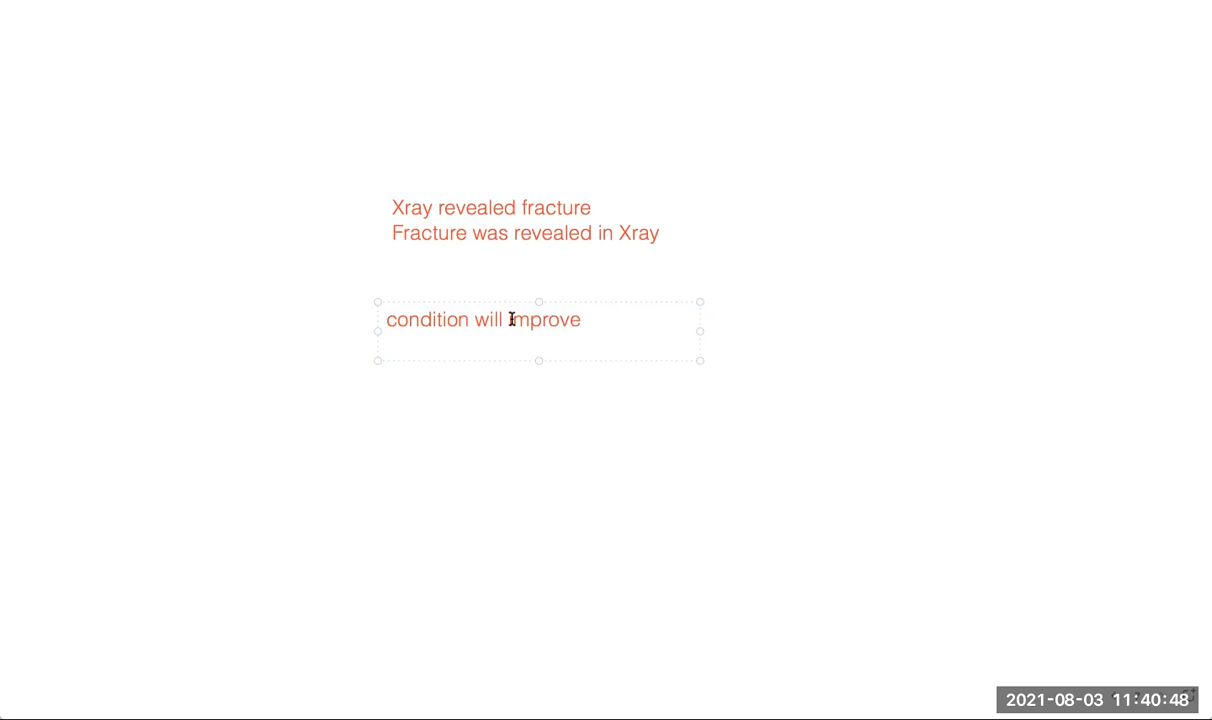 Xray revealed fracture
Fracture was revealed in Xray
condition will improve
2021-08-03 11:40:48